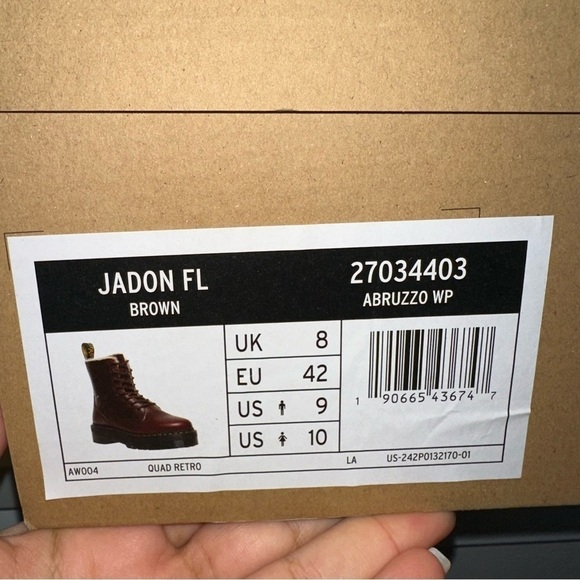 JADON FL
BROWN
27034403
ABRUZZO WP
UK 8
EU 42
US 9
US 10
1 90665 43674 7
AW004
QUAD RETRO
LA
US-242P0132170-01